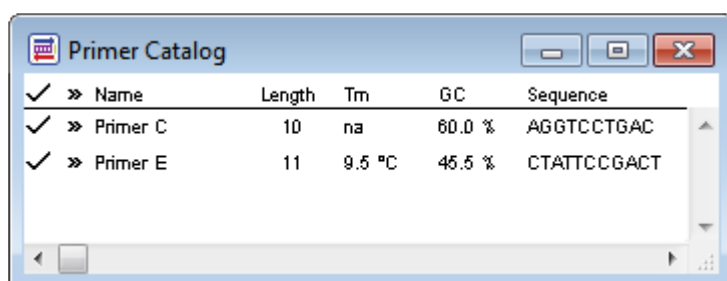 Primer Catalog
✓ » Name Length Tm GC Sequence
✓ » Primer C 10 na 60.0 % AGGTCCTGAC
✓ » Primer E 11 9.5 °C 45.5 % CTATTCCGACT